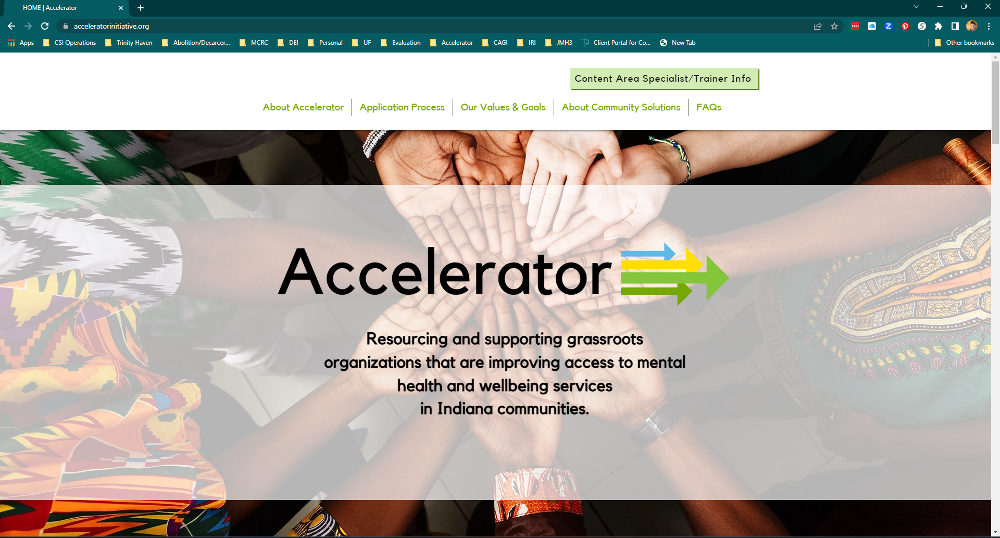 HOME | Accelerator
acceleratorinitiative.org
Apps CSI Operations Trinity Haven Abolition/Decarcer... MCRC DEI Personal UF Evaluation Accelerator CAGI IRI JMH3 Client Portal for Co... New Tab Other bookmarks
Content Area Specialist/Trainer Info
About Accelerator Application Process Our Values & Goals About Community Solutions FAQs
Accelerator
Resourcing and supporting grassroots
organizations that are improving access to mental
health and wellbeing services
in Indiana communities.